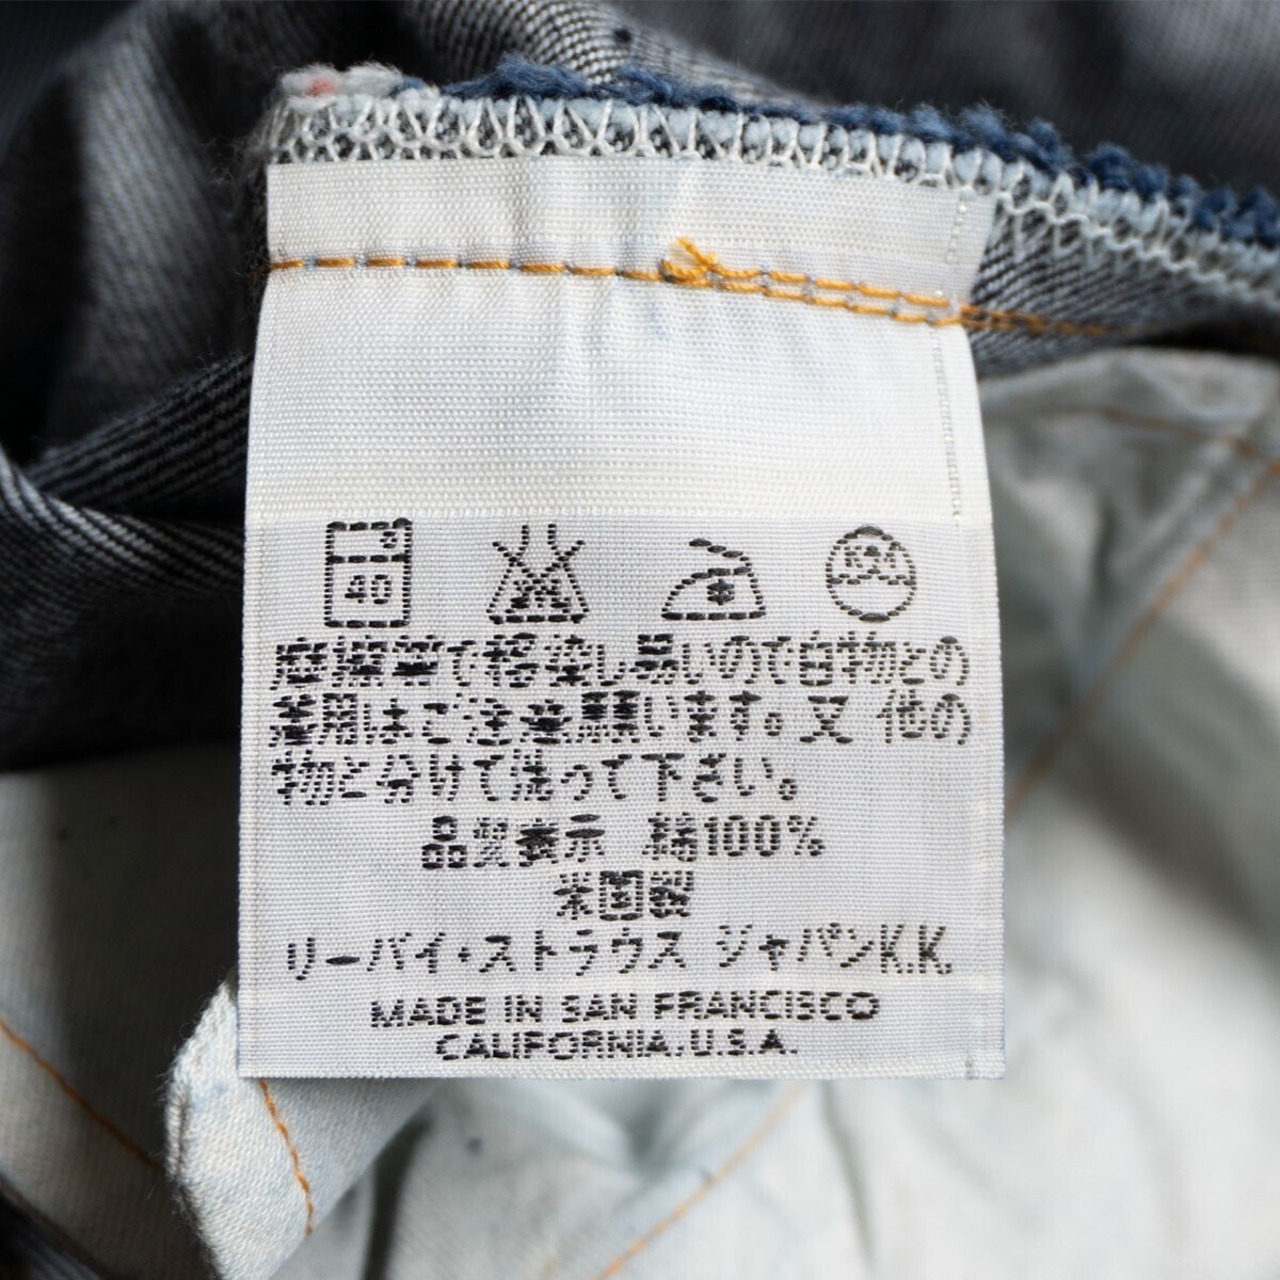 40
摩擦等で移染し易いので白物との
着用はご注意願います。又 他の
物と分けて洗って下さい。
品質表示 綿100%
米国製
リーバイ・ストラウス ジャパンK.K.
MADE IN SAN FRANCISCO
CALIFORNIA, U.S.A.